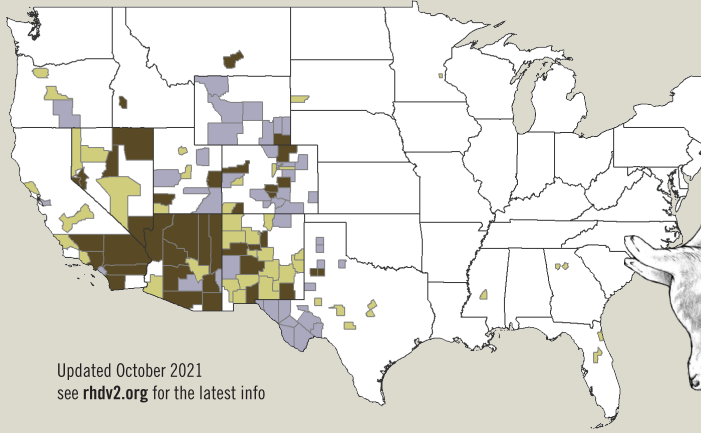 Updated October 2021
see rhdv2.org for the latest info